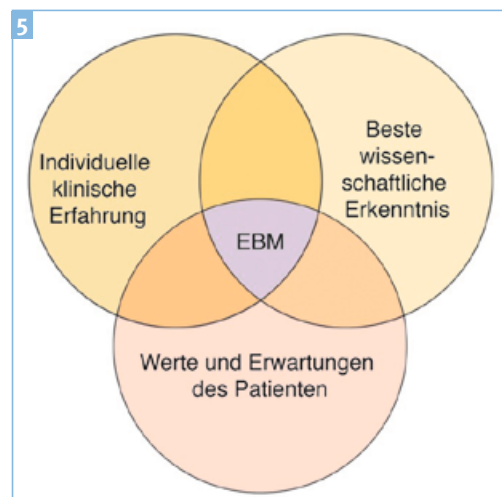 5
Individuelle
klinische
Erfahrung
Beste
wissen-
schaftliche
Erkenntnis
EBM
Werte und Erwartungen
des Patienten